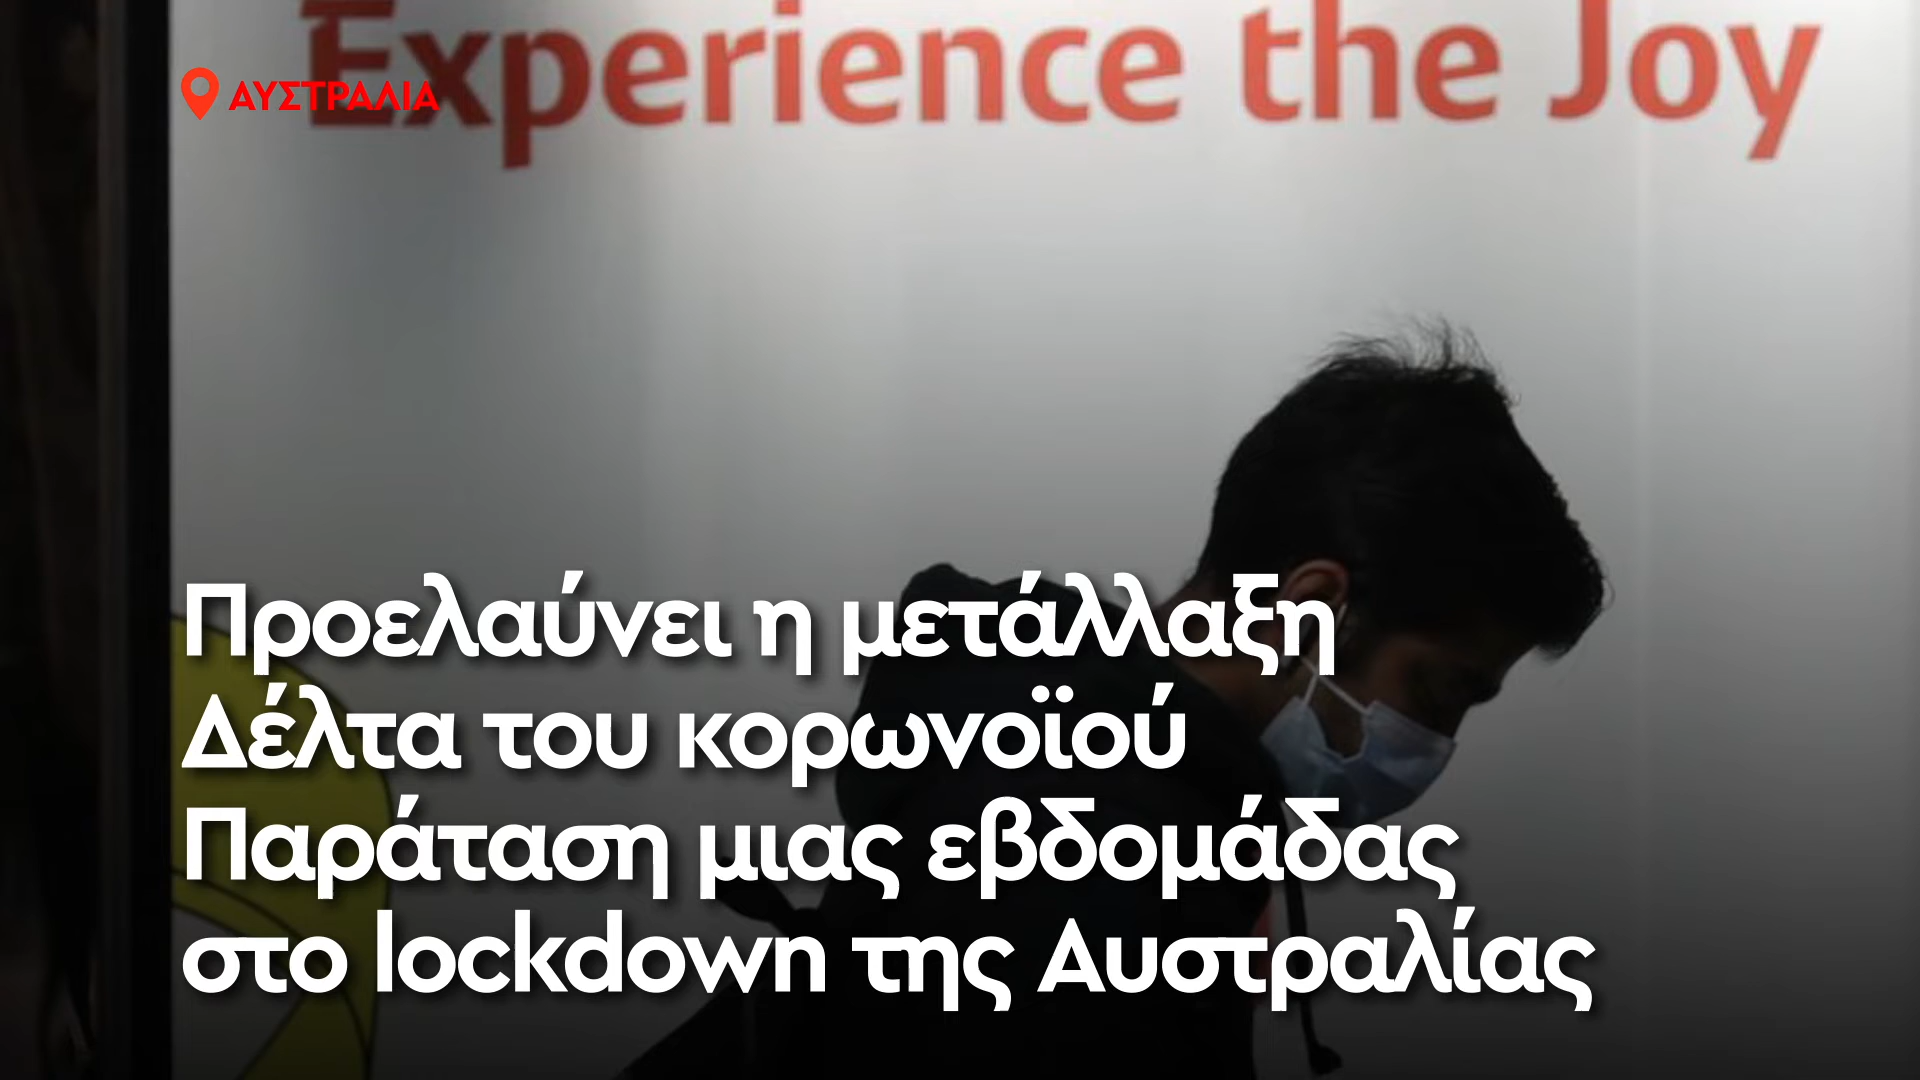 Experience the Joy
ΑΥΣΤΡΑΛΙΑ
Προελαύνει η μετάλλαξη
Δέλτα του κορωνοϊού
Παράταση μιας εβδομάδας
στο lockdown της Αυστραλίας